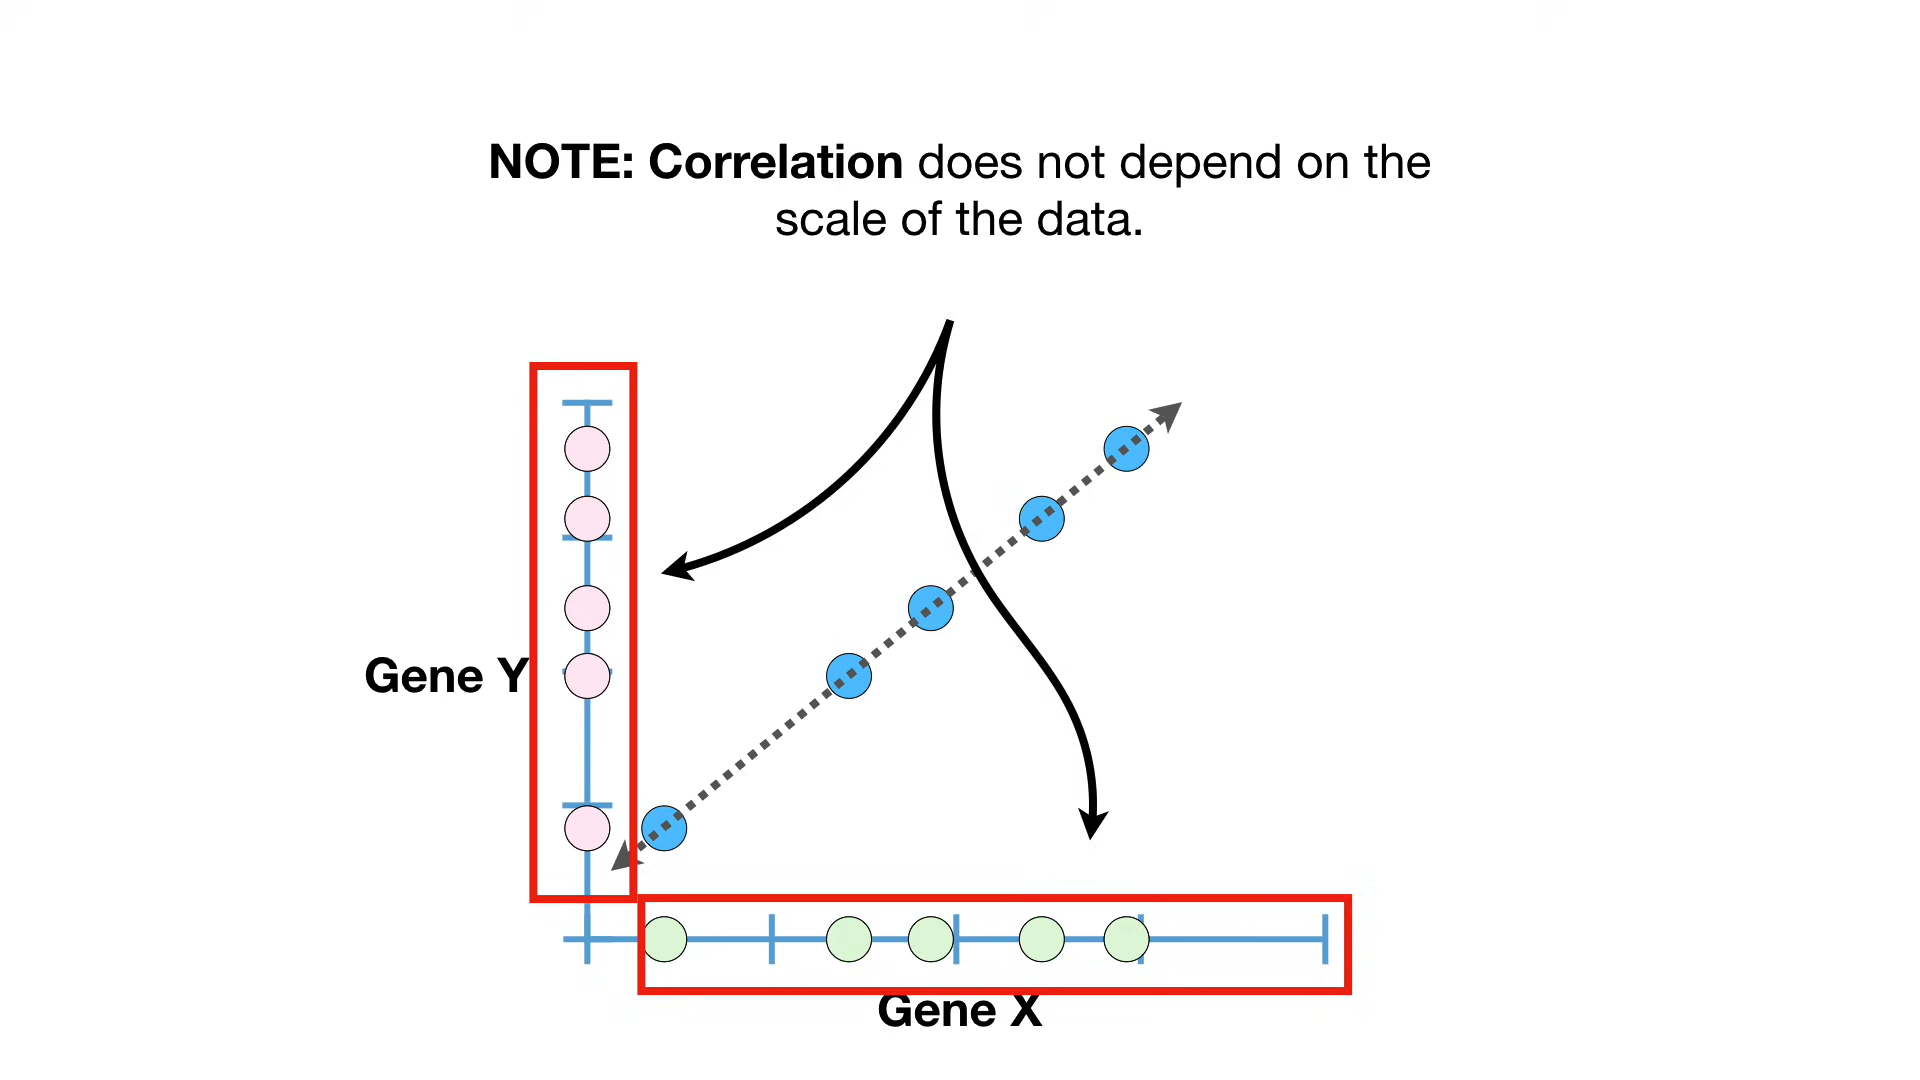 NOTE: Correlation does not depend on the
scale of the data.
Gene Y
Gene X